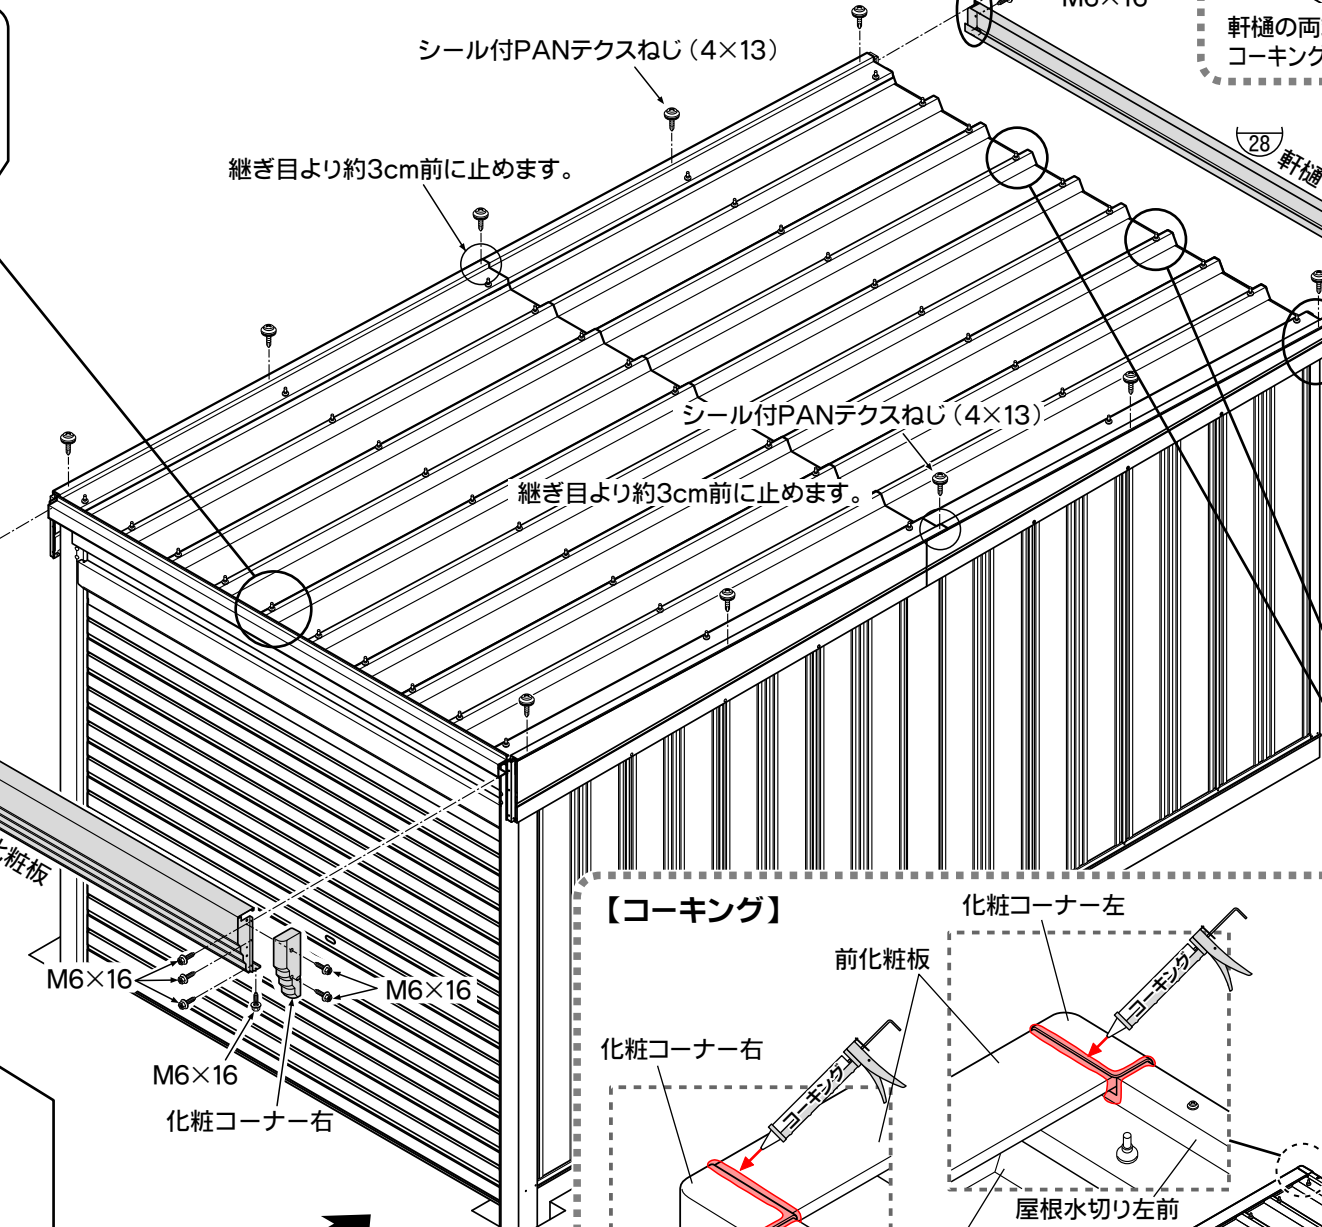 M6×16
シール付PANテクスねじ（4×13）
軒樋の両
コーキング
28
軒樋
継ぎ目より約3cm前に止めます。
シール付PANテクスねじ（4×13）
継ぎ目より約3cm前に止めます。
化粧板
M6×16
M6×16
M6×16
化粧コーナー右
【コーキング】
化粧コーナー左
前化粧板
コーキング
化粧コーナー右
コーキング
屋根水切り左前